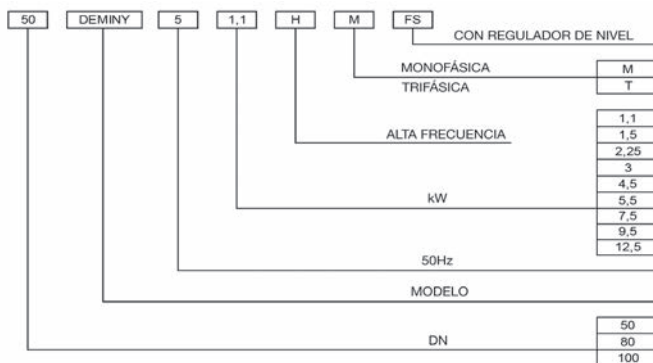 50 DEMINY 5 1,1 H M FS
CON REGULADOR DE NIVEL
MONOFÁSICA M
TRIFÁSICA T
ALTA FRECUENCIA
1,1
1,5
2,25
3
4,5
kW 5,5
7,5
9,5
12,5
50Hz
MODELO
50
DN 80
100